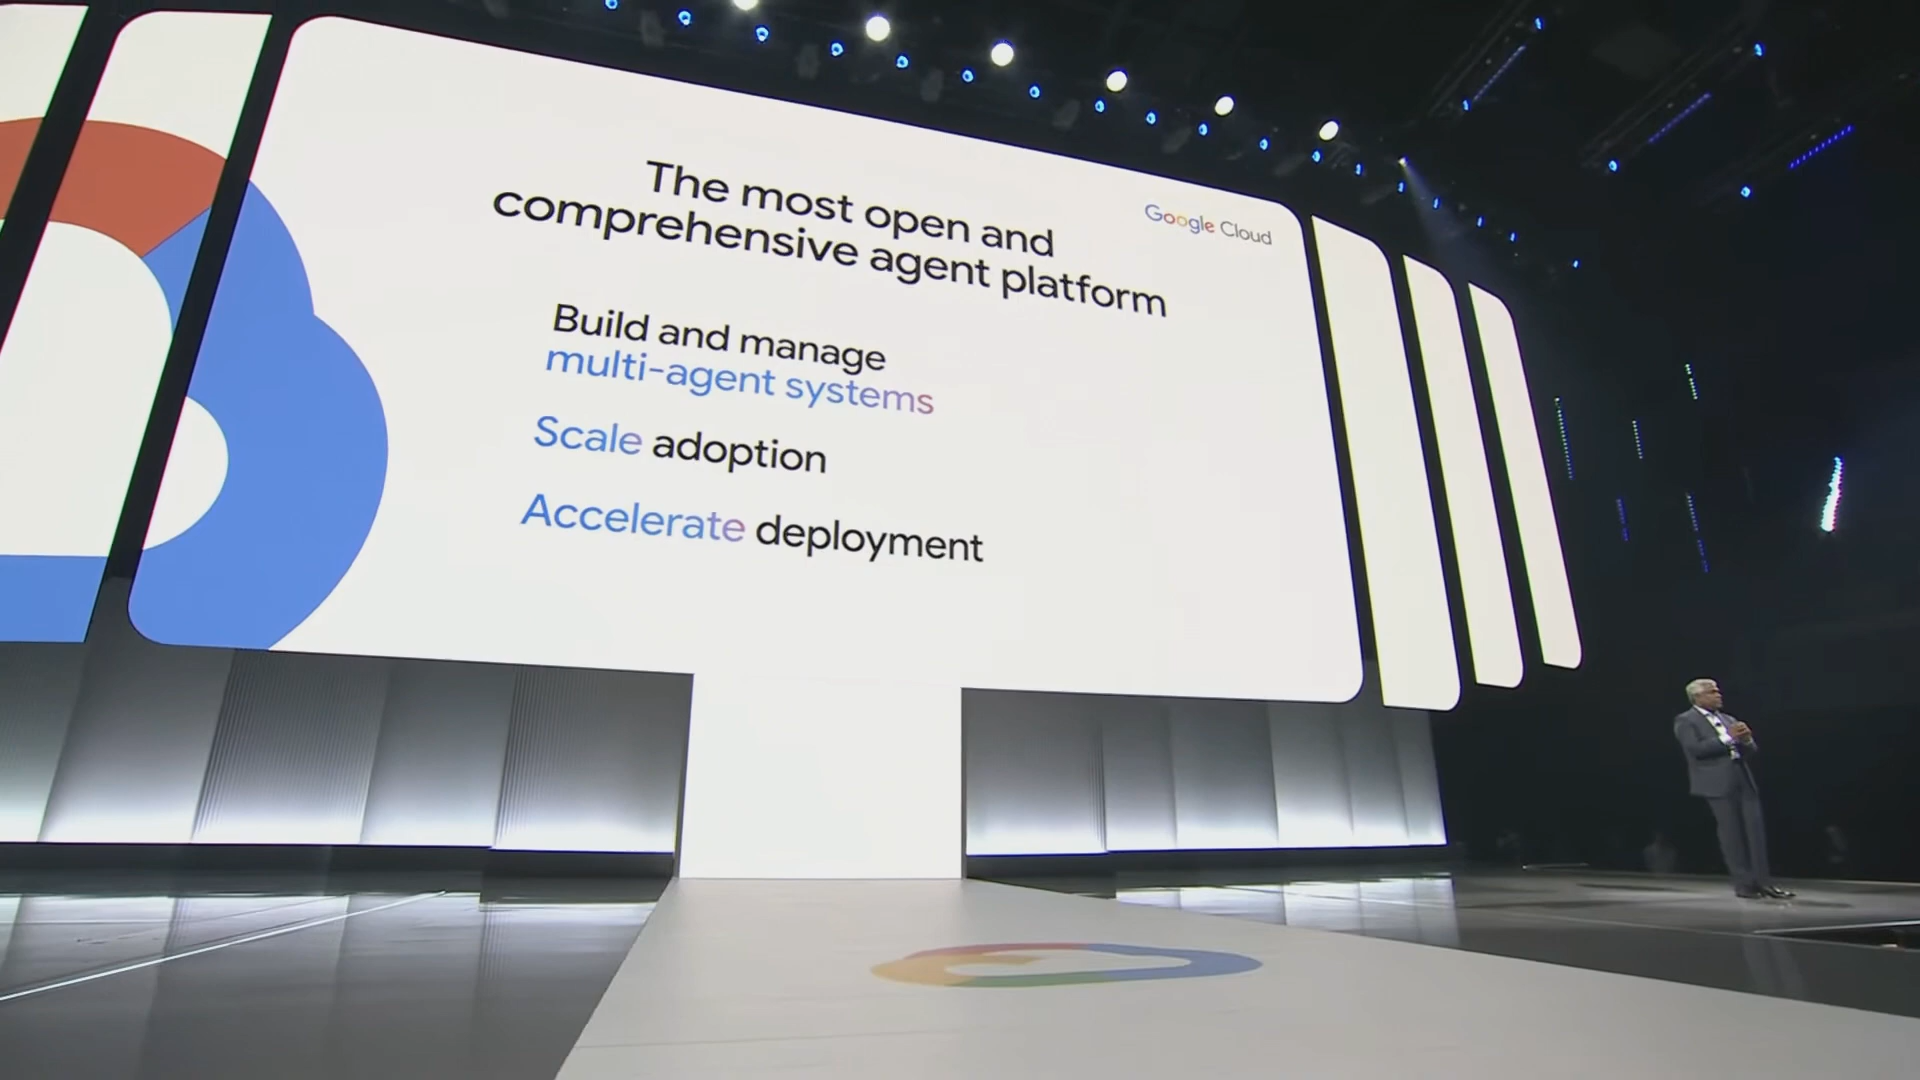 The most open and
comprehensive agent platform
Google Cloud
Build and manage
multi-agent systems
Scale adoption
Accelerate deployment